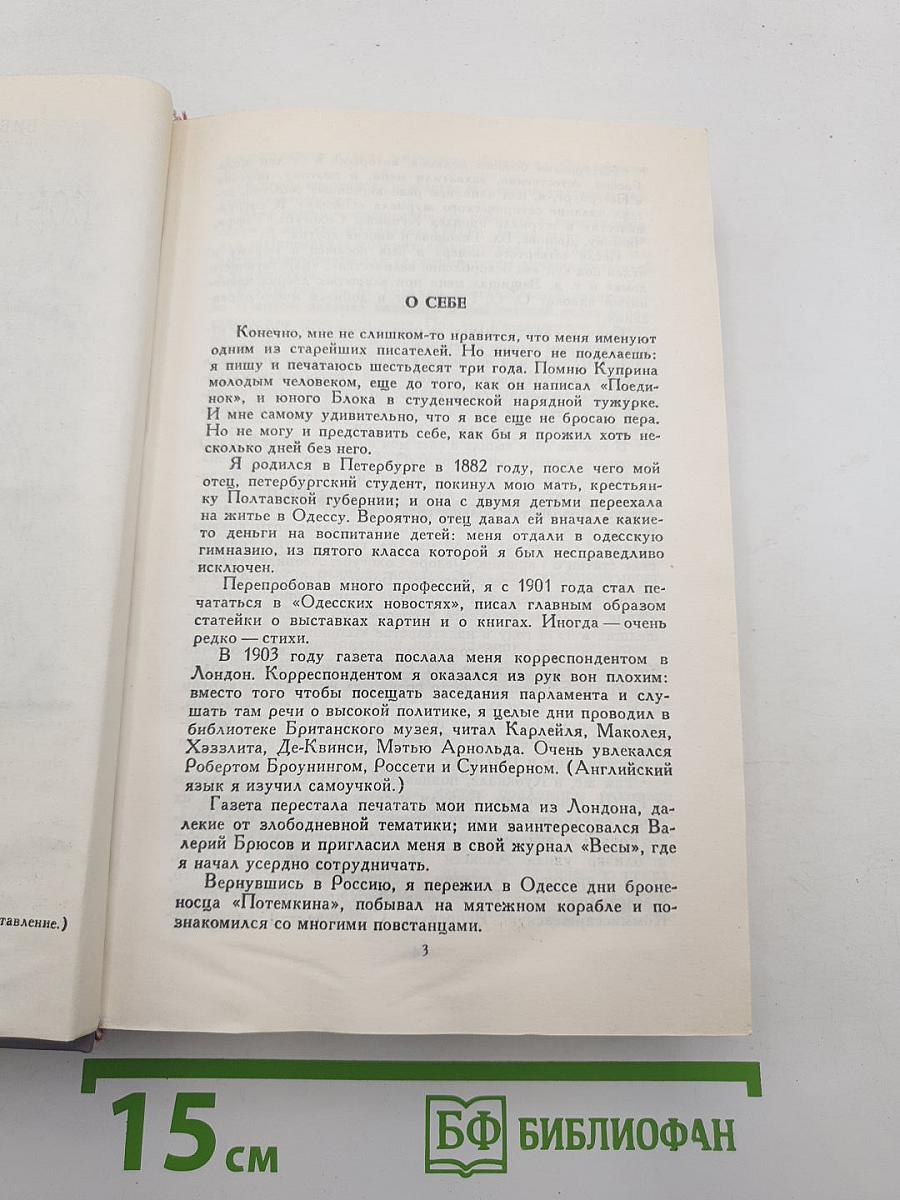 тавление.)
О СЕБЕ
Конечно, мне не слишком-то нравится, что меня именуют
одним из старейших писателей. Но ничего не поделаешь:
я пишу и печатаюсь шестьдесят три года. Помню Куприна
молодым человеком, еще до того, как он написал «Поеди-
нок», и юного Блока в студенческой нарядной тужурке.
И мне самому удивительно, что я все еще не бросаю пера.
Но не могу и представить себе, как бы я прожил хоть не-
сколько дней без него.
Я родился в Петербурге в 1882 году, после чего мой
отец, петербургский студент, покинул мою мать, крестьян-
ку Полтавской губернии; и она с двумя детьми переехала
на житье в Одессу. Вероятно, отец давал ей вначале какие-
то деньги на воспитание детей: меня отдали в одесскую
гимназию, из пятого класса которой я был несправедливо
исключен.
Перепробовав много профессий, я с 1901 года стал пе-
чататься в «Одесских новостях», писал главным образом
статейки о выставках картин и о книгах. Иногда — очень
редко — стихи.
В 1903 году газета послала меня корреспондентом в
Лондон. Корреспондентом я оказался из рук вон плохим:
вместо того чтобы посещать заседания парламента и слу-
шать там речи о высокой политике, я целые дни проводил в
библиотеке Британского музея, читал Карлейля, Маколея,
Хэззлита, Де-Квинси, Мэтью Арнольда. Очень увлекался
Робертом Броунингом, Россети и Суинберном. (Английский
язык я изучил самоучкой.)
Газета перестала печатать мои письма из Лондона, да-
лекие от злободневной тематики; ими заинтересовался Ва-
лерий Брюсов и пригласил меня в свой журнал «Весы», где
я начал усердно сотрудничать.
Вернувшись в Россию, я пережил в Одессе дни броне-
носца «Потемкина», побывал на мятежном корабле и по-
знакомился со многими повстанцами.
3
15 см
БФ БИБЛИОФАН